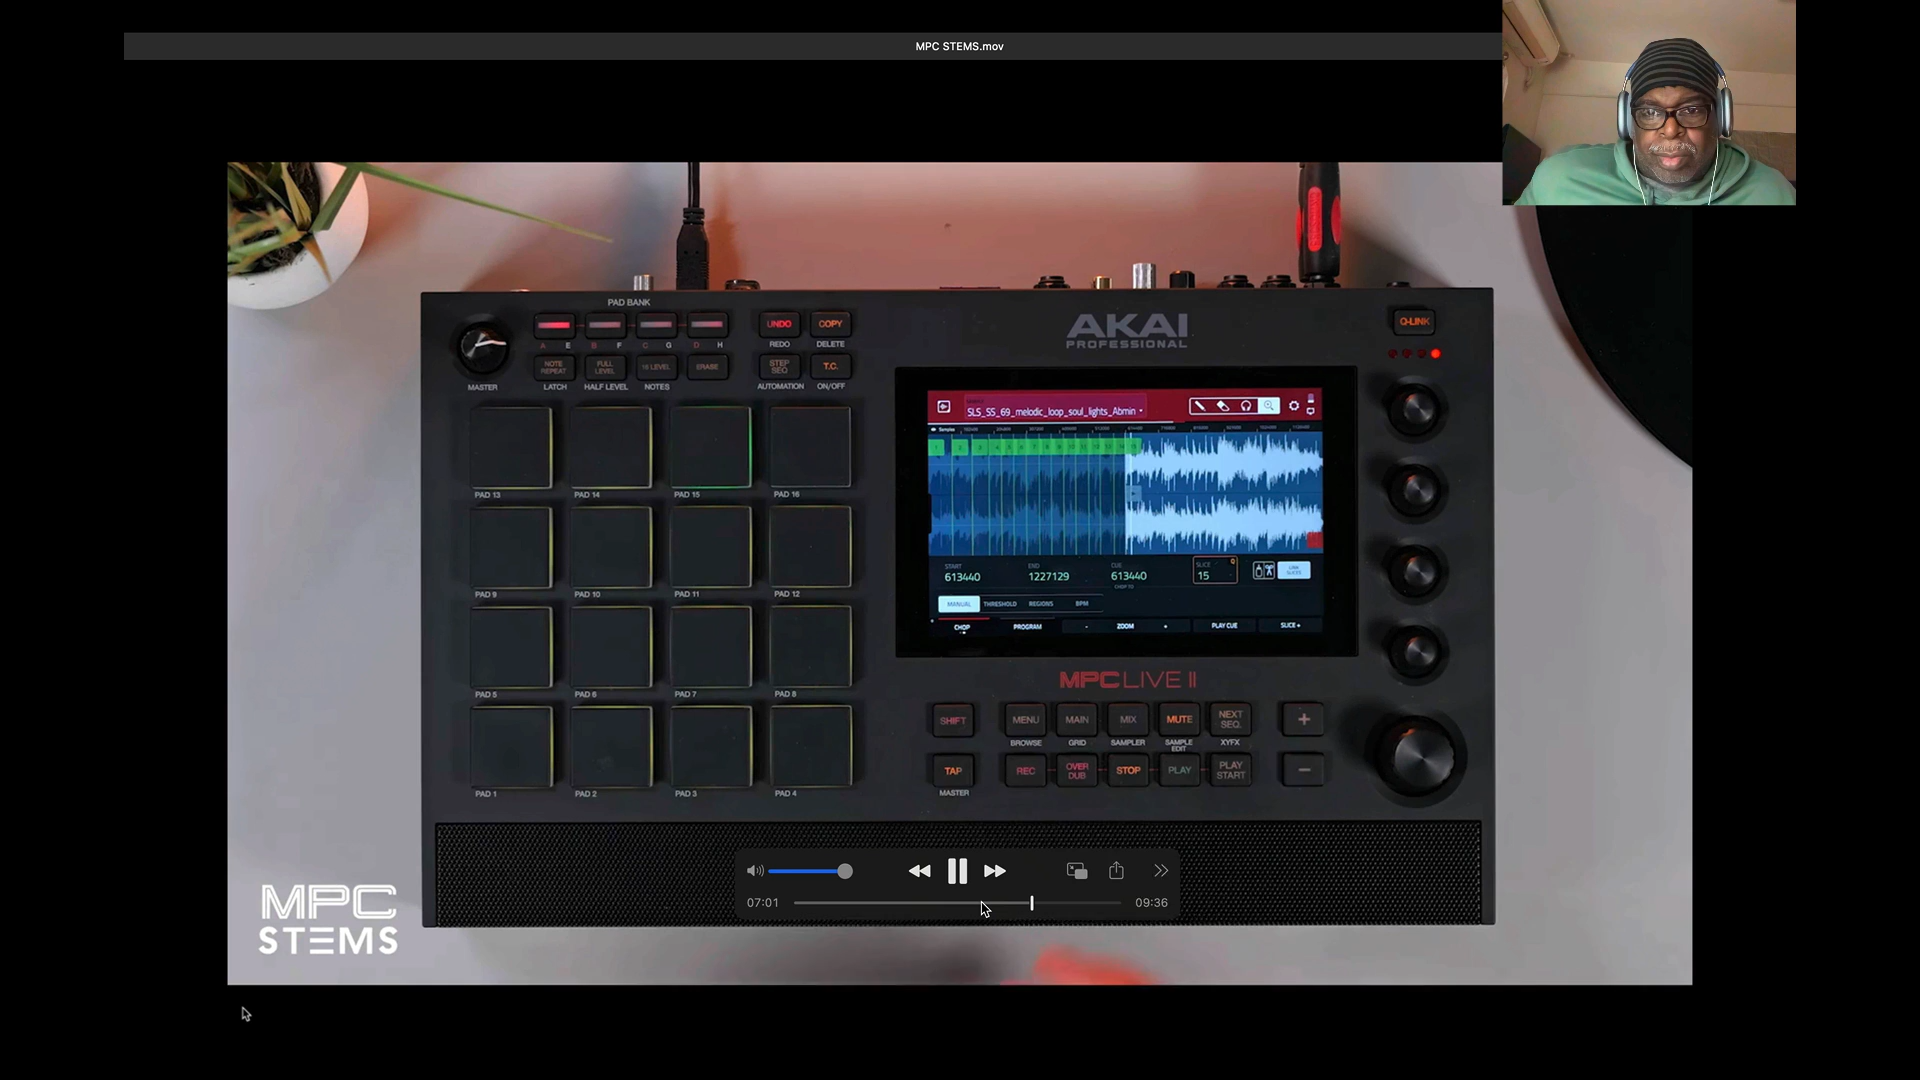 MPC STEMS.mov
PAD BANK
A E B F C G D H
UNDO COPY
REDO DELETE
NOTE REPEAT
FULL LEVEL
16 LEVEL
ERASE
STEP SEQ
T.C.
MASTER
LATCH HALF LEVEL NOTES AUTOMATION ON/OFF
AKAI
PROFESSIONAL
Q-LINK
SLS_SS_69_melodic_loop_soul_lights_Abmin
Samples
START END CUE SLICE
613440 1227129 613440 15
MANUAL THRESHOLD REGIONS BPM
CHOP PROGRAM - ZOOM + PLAY CUE SLICE+
PAD 13 PAD 14 PAD 15 PAD 16
PAD 9 PAD 10 PAD 11 PAD 12
PAD 5 PAD 6 PAD 7 PAD 8
PAD 1 PAD 2 PAD 3 PAD 4
MPC LIVE II
SHIFT MENU MAIN MIX MUTE NEXT SEQ. +
BROWSE GRID SAMPLER SAMPLE EDIT XYFX
TAP REC OVER DUB STOP PLAY PLAY START −
MASTER
07:01 09:36
MPC
STEMS